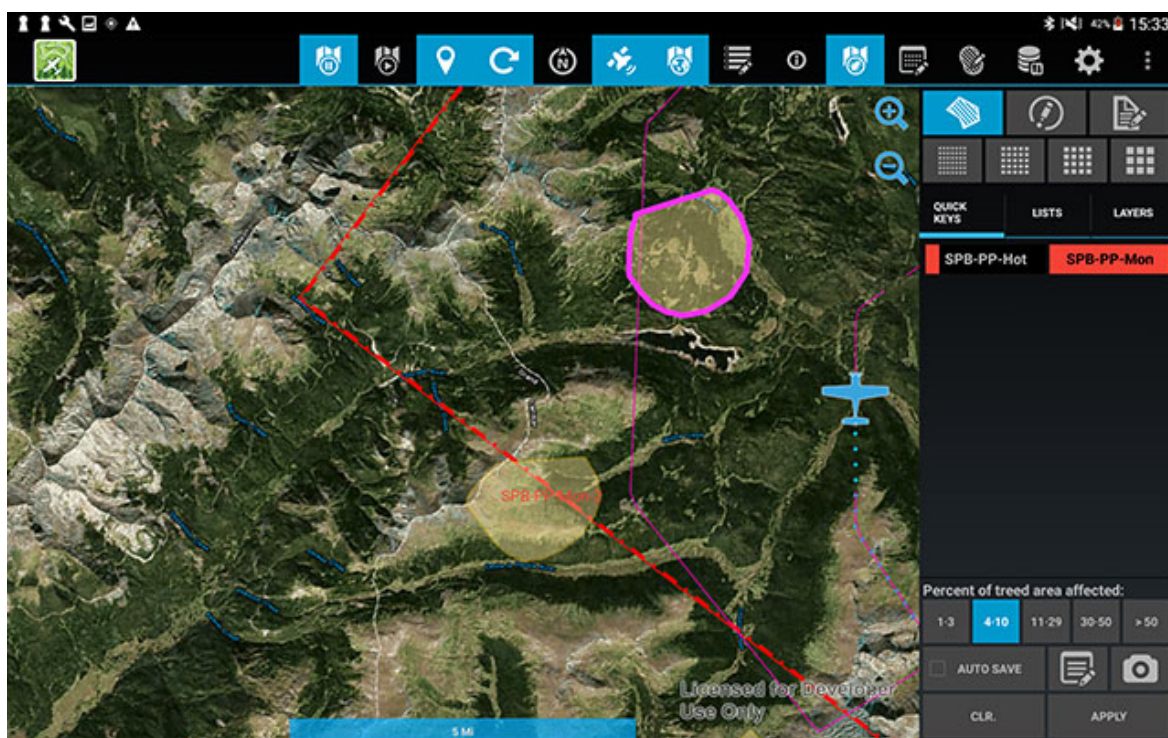 42% 15:33
N
QUICK KEYS
LISTS
LAYERS
SPB-PP-Hot
SPB-PP-Mon
SPB-PP-Mon-
Percent of treed area affected:
1-3
4-10
11-29
30-50
> 50
AUTO SAVE
Licensed for Developer
Use Only
CLR.
APPLY
5 Mi